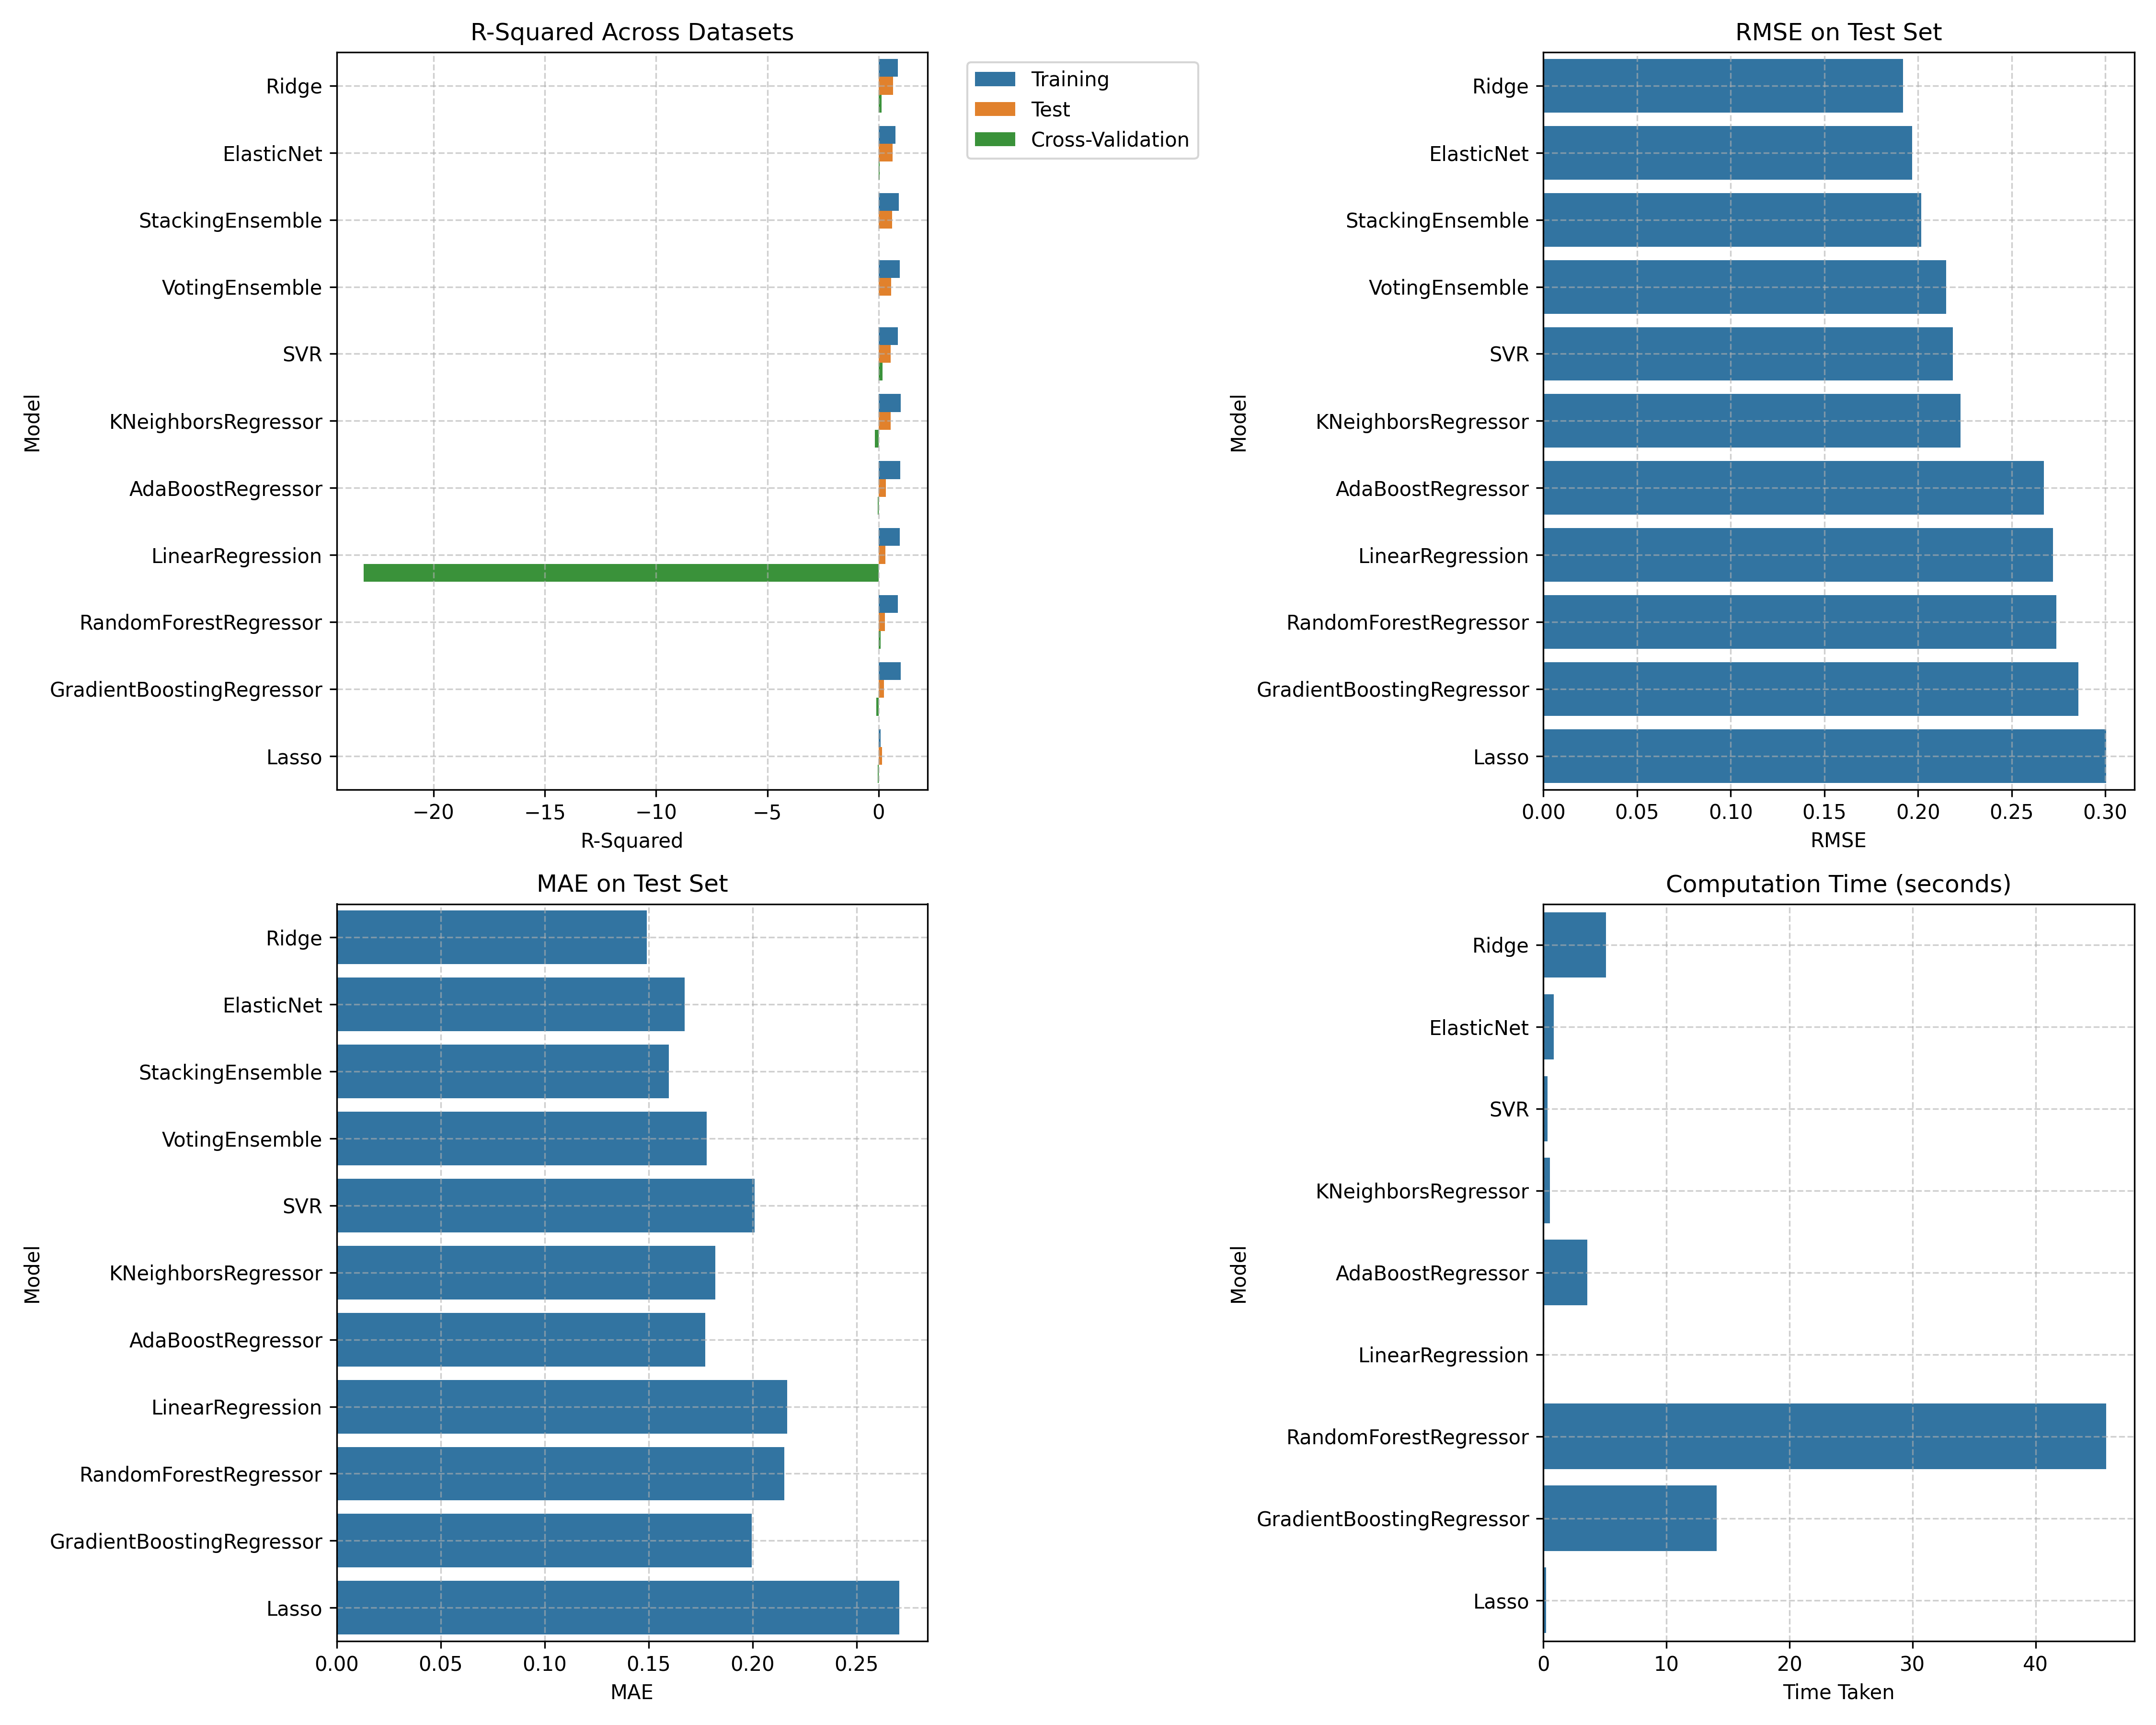 R-Squared Across Datasets
Model
Ridge
ElasticNet
StackingEnsemble
VotingEnsemble
SVR
KNeighborsRegressor
AdaBoostRegressor
LinearRegression
RandomForestRegressor
GradientBoostingRegressor
Lasso
−20 −15 −10 −5 0
R-Squared
Training
Test
Cross-Validation
RMSE on Test Set
Model
Ridge
ElasticNet
StackingEnsemble
VotingEnsemble
SVR
KNeighborsRegressor
AdaBoostRegressor
LinearRegression
RandomForestRegressor
GradientBoostingRegressor
Lasso
0.00 0.05 0.10 0.15 0.20 0.25 0.30
RMSE
MAE on Test Set
Model
Ridge
ElasticNet
StackingEnsemble
VotingEnsemble
SVR
KNeighborsRegressor
AdaBoostRegressor
LinearRegression
RandomForestRegressor
GradientBoostingRegressor
Lasso
0.00 0.05 0.10 0.15 0.20 0.25
MAE
Computation Time (seconds)
Model
Ridge
ElasticNet
SVR
KNeighborsRegressor
AdaBoostRegressor
LinearRegression
RandomForestRegressor
GradientBoostingRegressor
Lasso
0 10 20 30 40
Time Taken